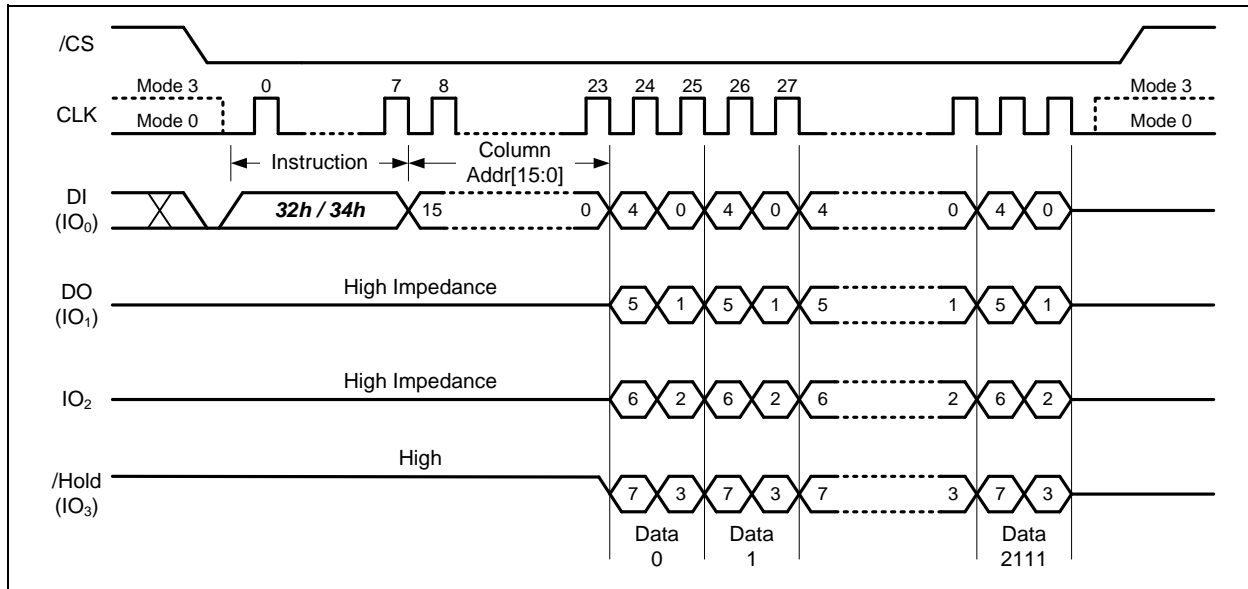 /CS
Mode 3 0 7 8 23 24 25 26 27 Mode 3
CLK
Mode 0 Mode 0
Instruction Column
Addr[15:0]
DI
(IO₀)
32h / 34h 15 0 4 0 4 0 4 0 4 0
High Impedance
DO
(IO₁)
5 1 5 1 5 1 5 1
High Impedance
IO₂ 6 2 6 2 6 2 6 2
High
/Hold
(IO₃)
7 3 7 3 7 3 7 3
Data Data Data
0 1 2111